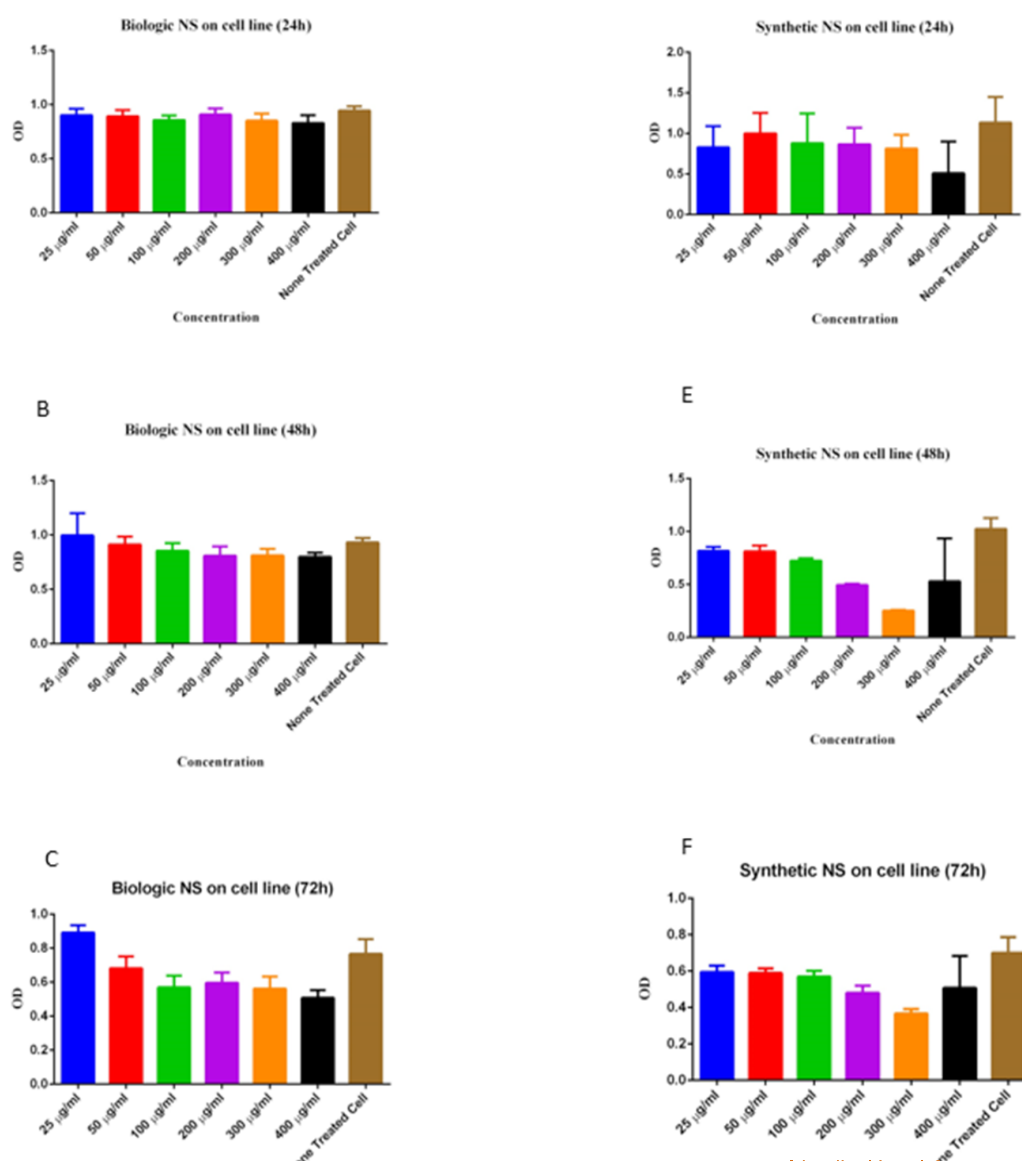 Biologic NS on cell line (24h)
1.5
1.0
0.5
0.0
OD
25 µg/ml
50 µg/ml
100 µg/ml
200 µg/ml
300 µg/ml
400 µg/ml
None Treated Cell
Concentration
Synthetic NS on cell line (24h)
2.0
1.5
1.0
0.5
0.0
OD
25 µg/ml
50 µg/ml
100 µg/ml
200 µg/ml
300 µg/ml
400 µg/ml
None Treated Cell
Concentration
B
Biologic NS on cell line (48h)
1.5
1.0
0.5
0.0
OD
25 µg/ml
50 µg/ml
100 µg/ml
200 µg/ml
300 µg/ml
400 µg/ml
None Treated Cell
Concentration
E
Synthetic NS on cell line (48h)
1.5
1.0
0.5
0.0
OD
25 µg/ml
50 µg/ml
100 µg/ml
200 µg/ml
300 µg/ml
400 µg/ml
None Treated Cell
Concentration
C
Biologic NS on cell line (72h)
1.0
0.8
0.6
0.4
0.2
0.0
OD
25 µg/ml
50 µg/ml
100 µg/ml
200 µg/ml
300 µg/ml
400 µg/ml
Treated Cell
F
Synthetic NS on cell line (72h)
1.0
0.8
0.6
0.4
0.2
0.0
OD
25 µg/ml
50 µg/ml
100 µg/ml
200 µg/ml
300 µg/ml
400 µg/ml
Treated Cell